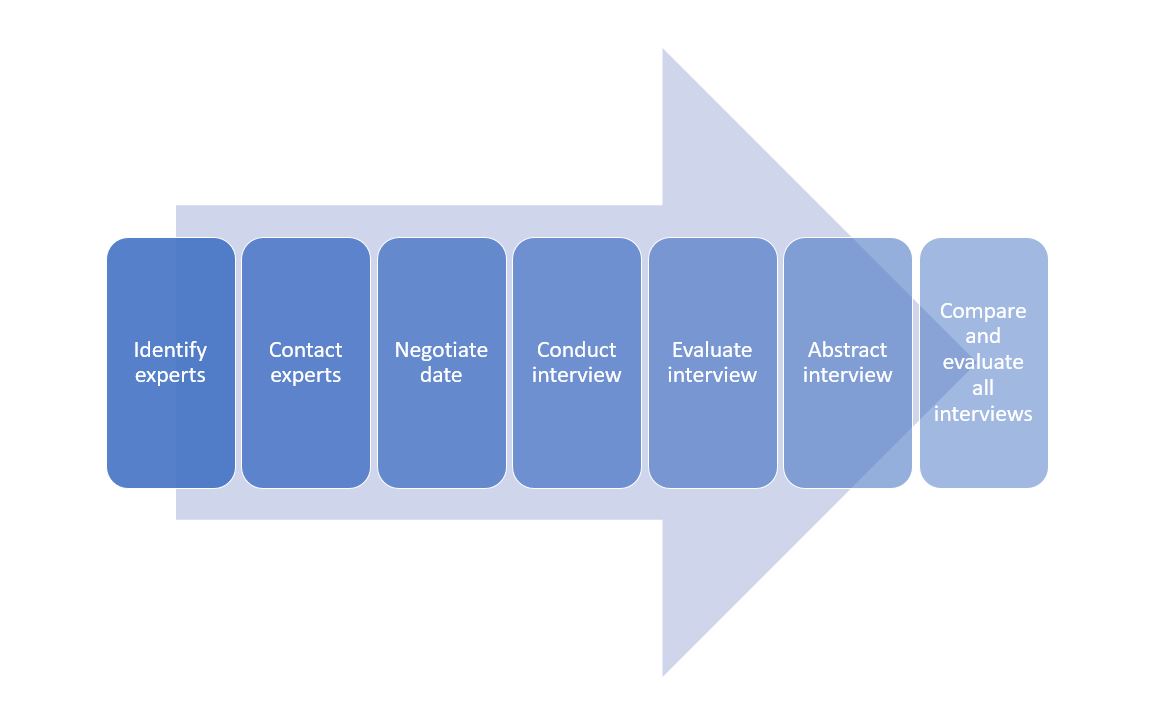 Identify
experts
Contact
experts
Negotiate
date
Conduct
interview
Evaluate
interview
Abstract
interview
Compare
and
evaluate
all
interviews